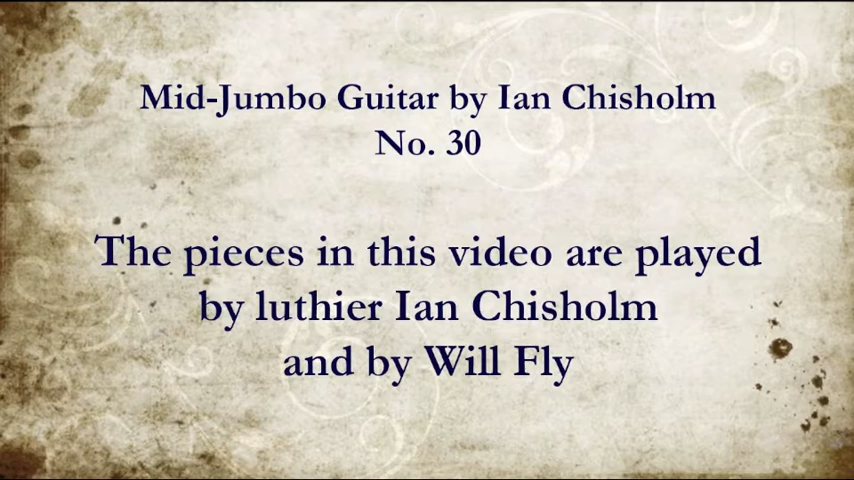 Mid-Jumbo Guitar by Ian Chisholm
No. 30
The pieces in this video are played
by luthier Ian Chisholm
and by Will Fly